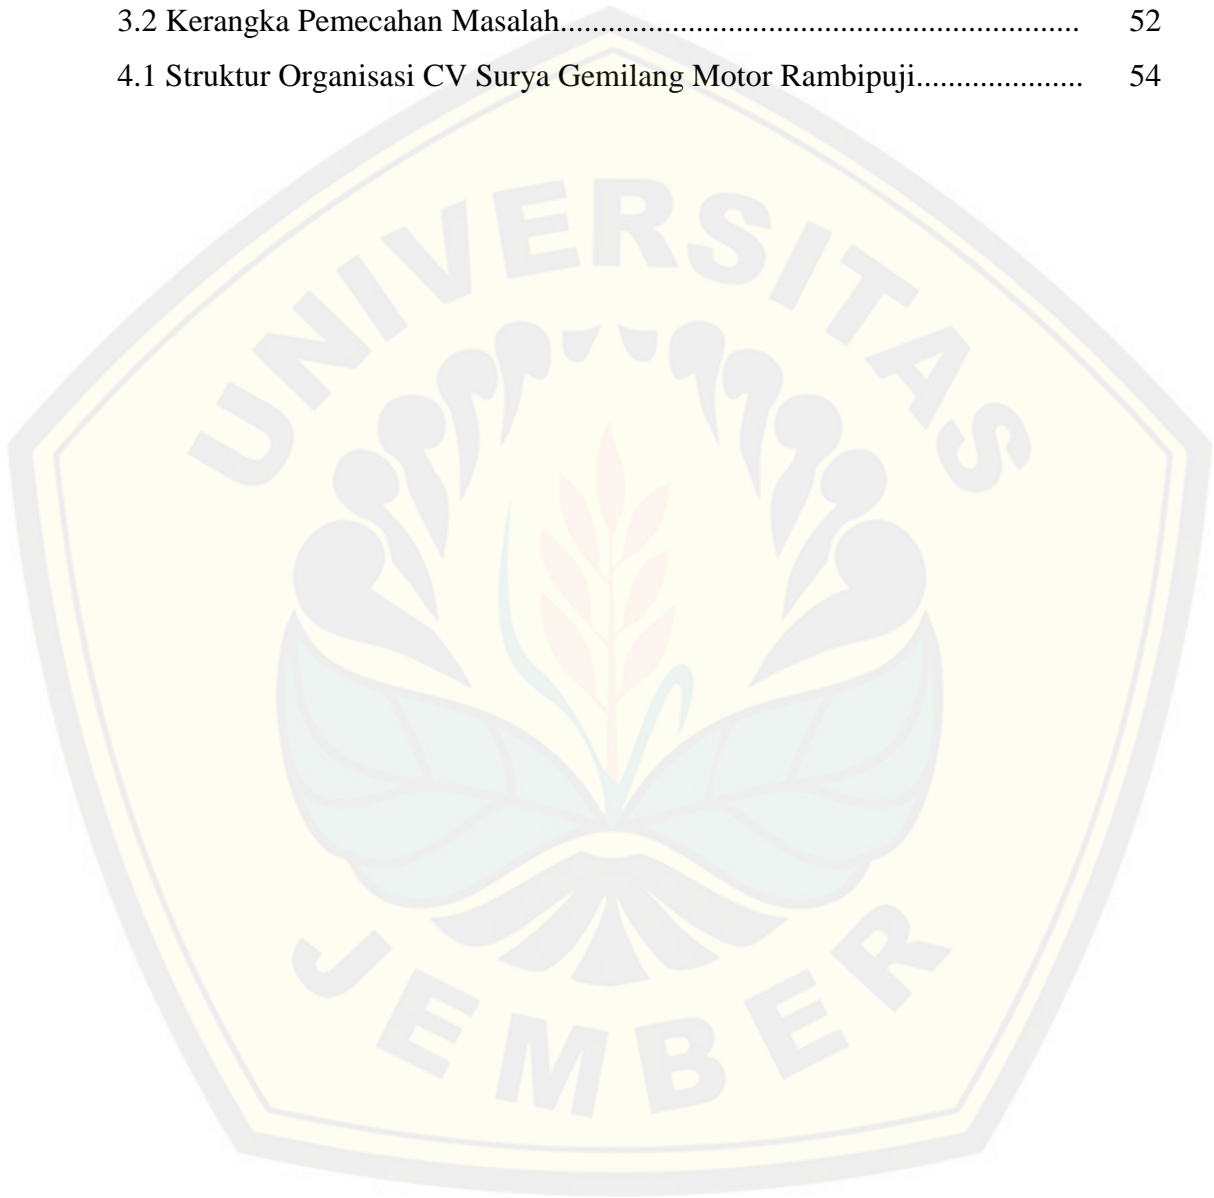 3.2 Kerangka Pemecahan Masalah................................................................. 52
4.1 Struktur Organisasi CV Surya Gemilang Motor Rambipuji..................... 54
UNIVERSITAS
JEMBER